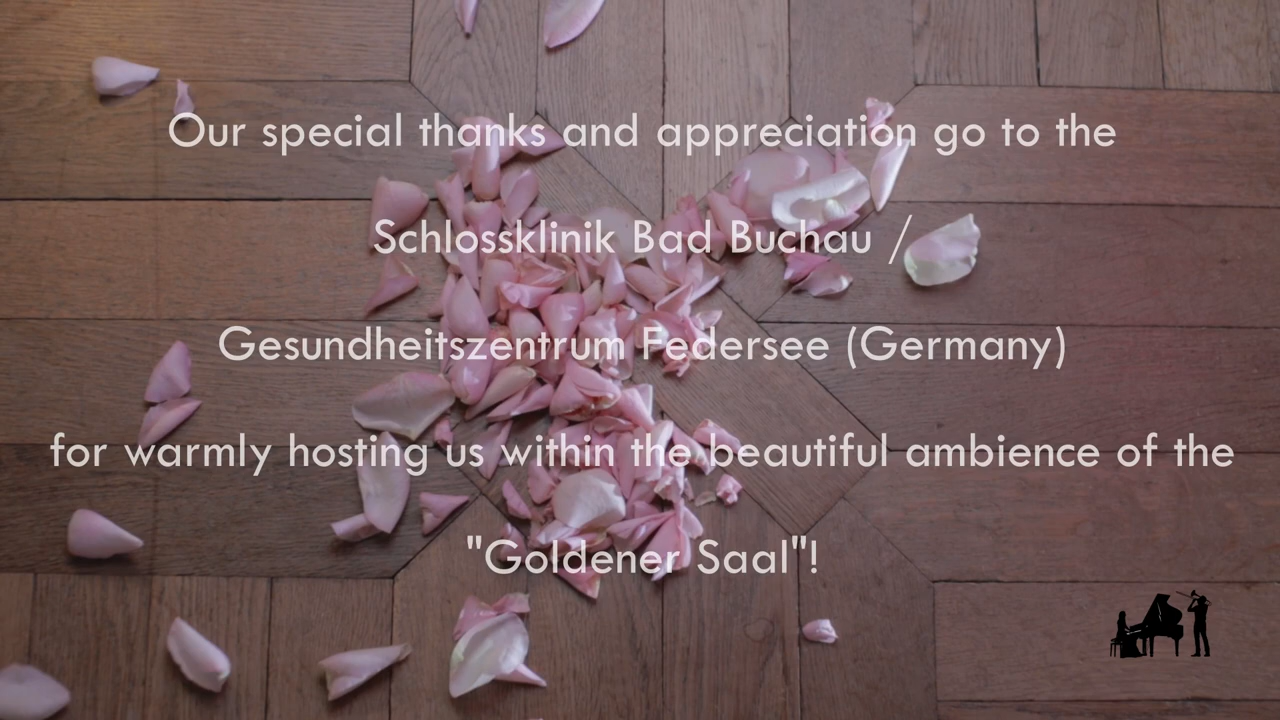 Our special thanks and appreciation go to the
Schlossklinik Bad Buchau /
Gesundheitszentrum Federsee (Germany)
for warmly hosting us within the beautiful ambience of the
"Goldener Saal"!